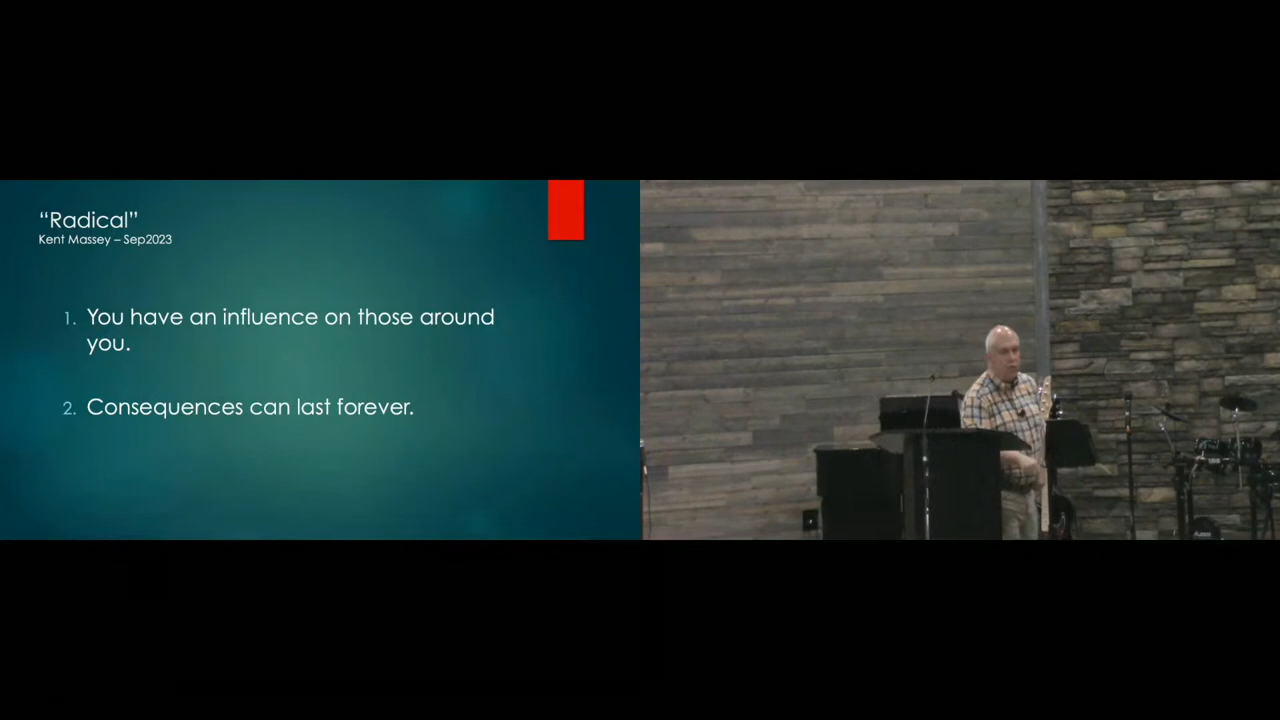 “Radical”
Kent Massey – Sep2023
1. You have an influence on those around
you.
2. Consequences can last forever.